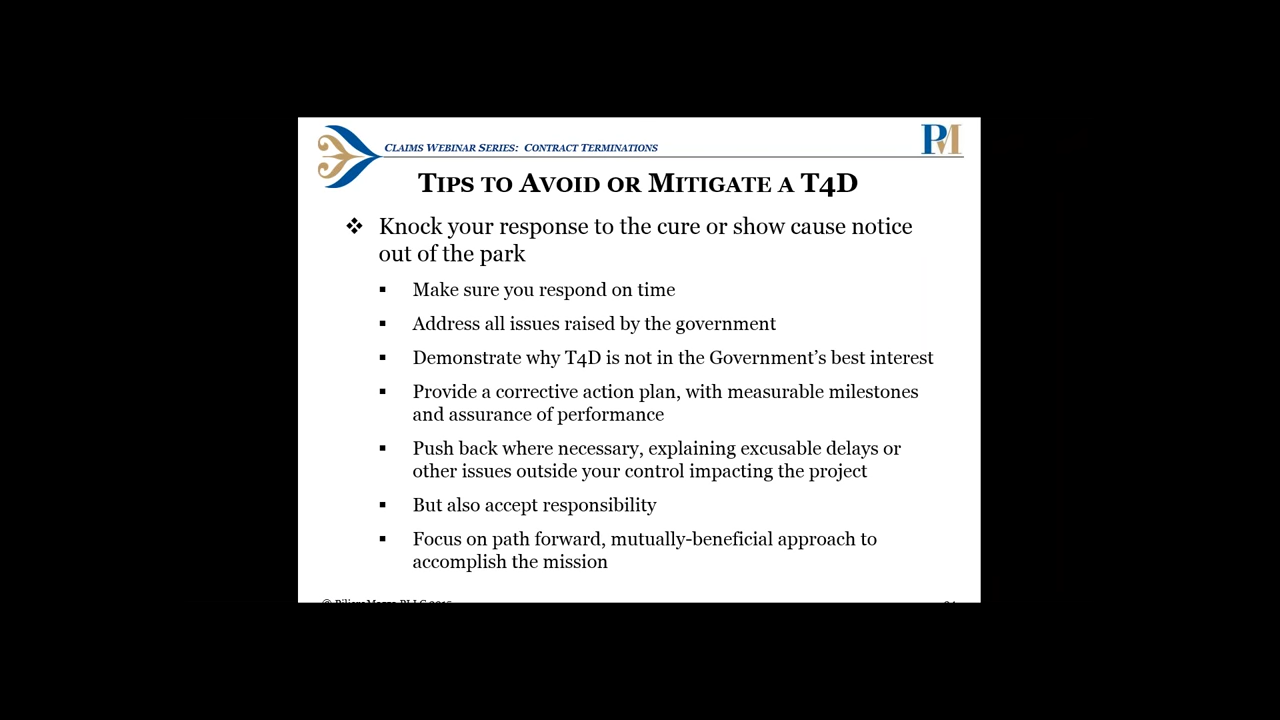 CLAIMS WEBINAR SERIES: CONTRACT TERMINATIONS
PM
TIPS TO AVOID OR MITIGATE A T4D
❖ Knock your response to the cure or show cause notice
out of the park
▪ Make sure you respond on time
▪ Address all issues raised by the government
▪ Demonstrate why T4D is not in the Government’s best interest
▪ Provide a corrective action plan, with measurable milestones
and assurance of performance
▪ Push back where necessary, explaining excusable delays or
other issues outside your control impacting the project
▪ But also accept responsibility
▪ Focus on path forward, mutually-beneficial approach to
accomplish the mission